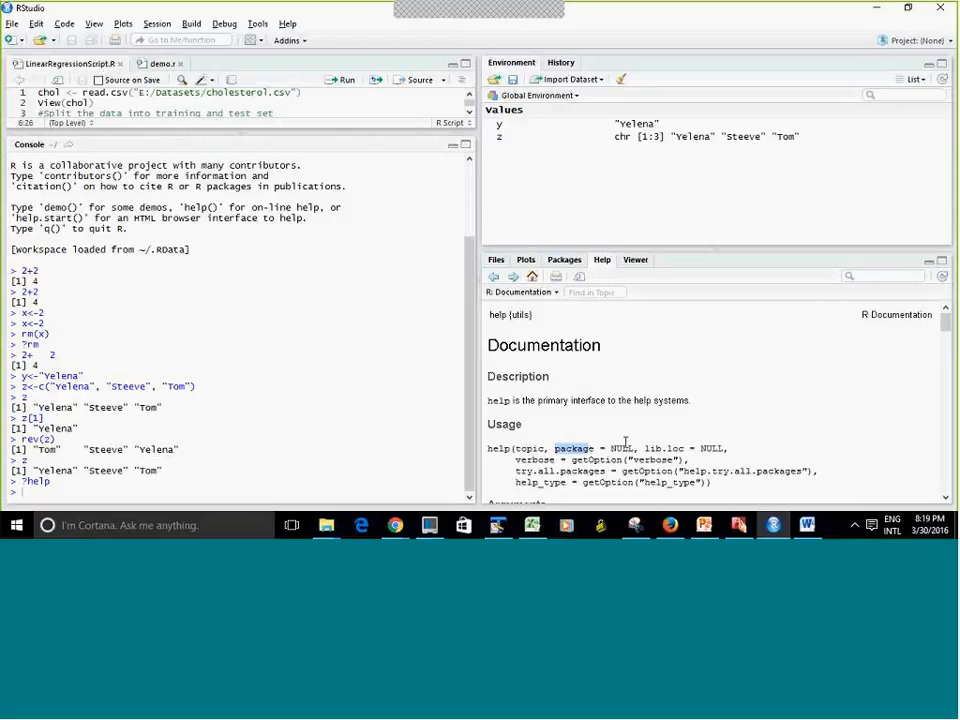 RStudio
File Edit Code View Plots Session Build Debug Tools Help
Go to file/function Addins Project: (None)
LinearRegressionScript.R demo.r
Source on Save Run Source
1 chol <- read.csv("E:/Datasets/cholesterol.csv")
2 View(chol)
3 #Split the data into training and test set
6:26 (Top Level) R Script
Console ~/
R is a collaborative project with many contributors.
Type 'contributors()' for more information and
'citation()' on how to cite R or R packages in publications.
Type 'demo()' for some demos, 'help()' for on-line help, or
'help.start()' for an HTML browser interface to help.
Type 'q()' to quit R.
[workspace loaded from ~/.RData]
> 2+2
[1] 4
> 2+2
[1] 4
> x<-2
> x<-2
> rm(x)
> ?rm
> 2+   2
[1] 4
> y<-"Yelena"
> z<-c("Yelena", "Steeve", "Tom")
> z
[1] "Yelena" "Steeve" "Tom"
> z[1]
[1] "Yelena"
> rev(z)
[1] "Tom"    "Steeve" "Yelena"
> z
[1] "Yelena" "Steeve" "Tom"
> ?help
>
Environment History
Import Dataset List
Global Environment
Values
y "Yelena"
z chr [1:3] "Yelena" "Steeve" "Tom"
Files Plots Packages Help Viewer
R: Documentation Find in Topic
help {utils} R Documentation
Documentation
Description
help is the primary interface to the help systems.
Usage
help(topic, package = NULL, lib.loc = NULL,
verbose = getOption("verbose"),
try.all.packages = getOption("help.try.all.packages"),
help_type = getOption("help_type"))
Arguments
I'm Cortana. Ask me anything.
ENG
INTL
8:19 PM
3/30/2016